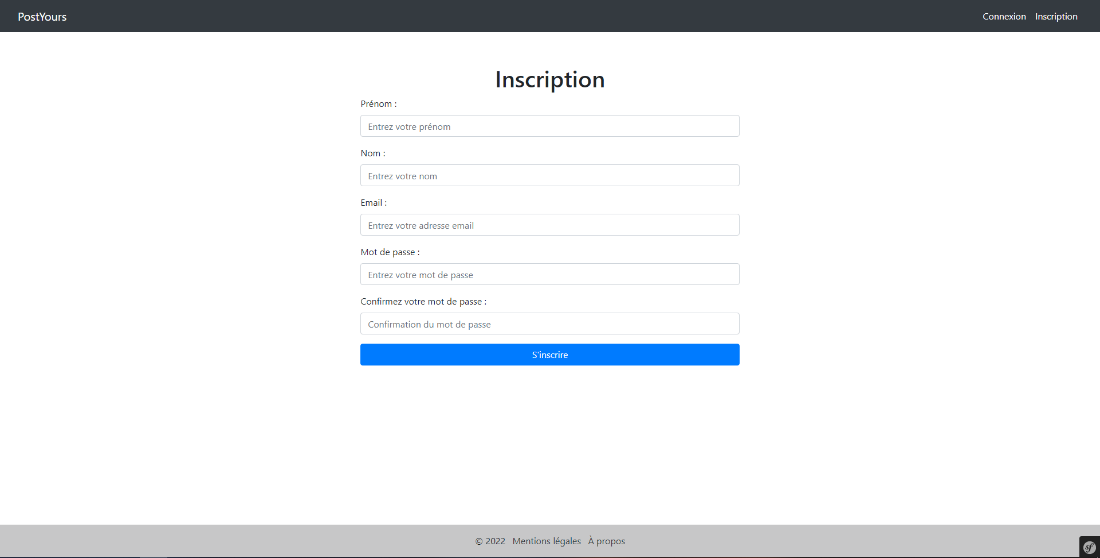 PostYours Connexion Inscription
Inscription
Prénom :
Entrez votre prénom
Nom :
Entrez votre nom
Email :
Entrez votre adresse email
Mot de passe :
Entrez votre mot de passe
Confirmez votre mot de passe :
Confirmation du mot de passe
S'inscrire
© 2022 Mentions légales À propos
sf